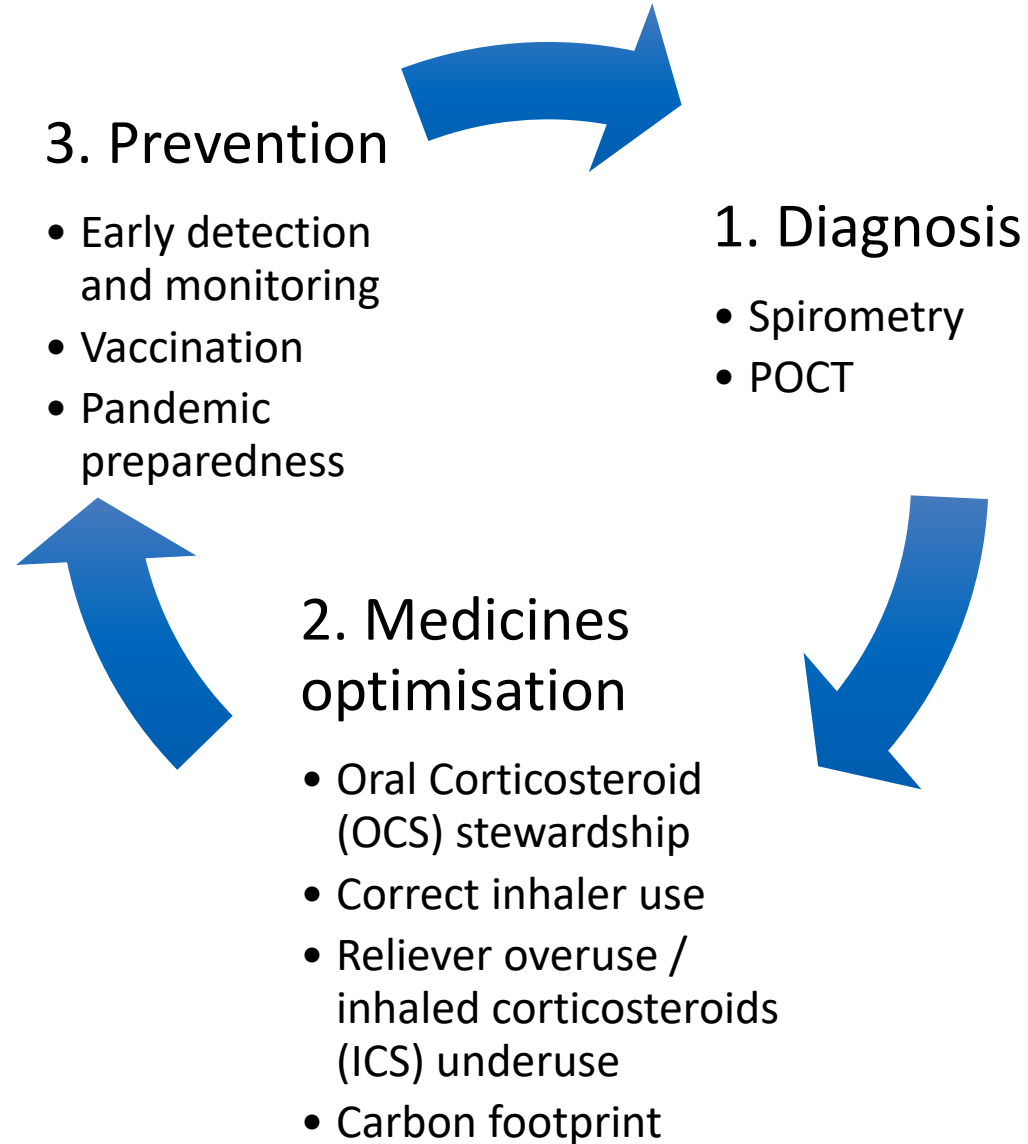 3. Prevention
• Early detection
and monitoring
• Vaccination
• Pandemic
preparedness
1. Diagnosis
• Spirometry
• POCT
2. Medicines
optimisation
• Oral Corticosteroid
(OCS) stewardship
• Correct inhaler use
• Reliever overuse /
inhaled corticosteroids
(ICS) underuse
• Carbon footprint